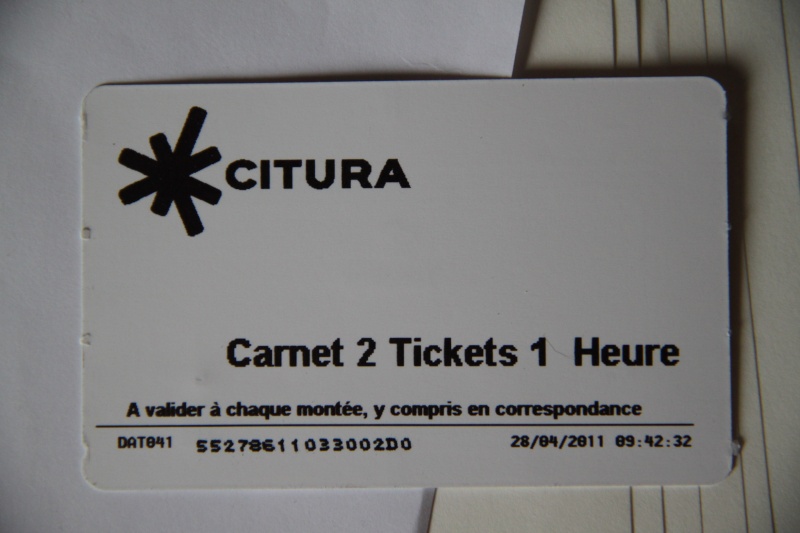 CITURA
Carnet 2 Tickets 1 Heure
A valider à chaque montée, y compris en correspondance
DAT041 55278611033002D0 28/04/2011 09:42:32